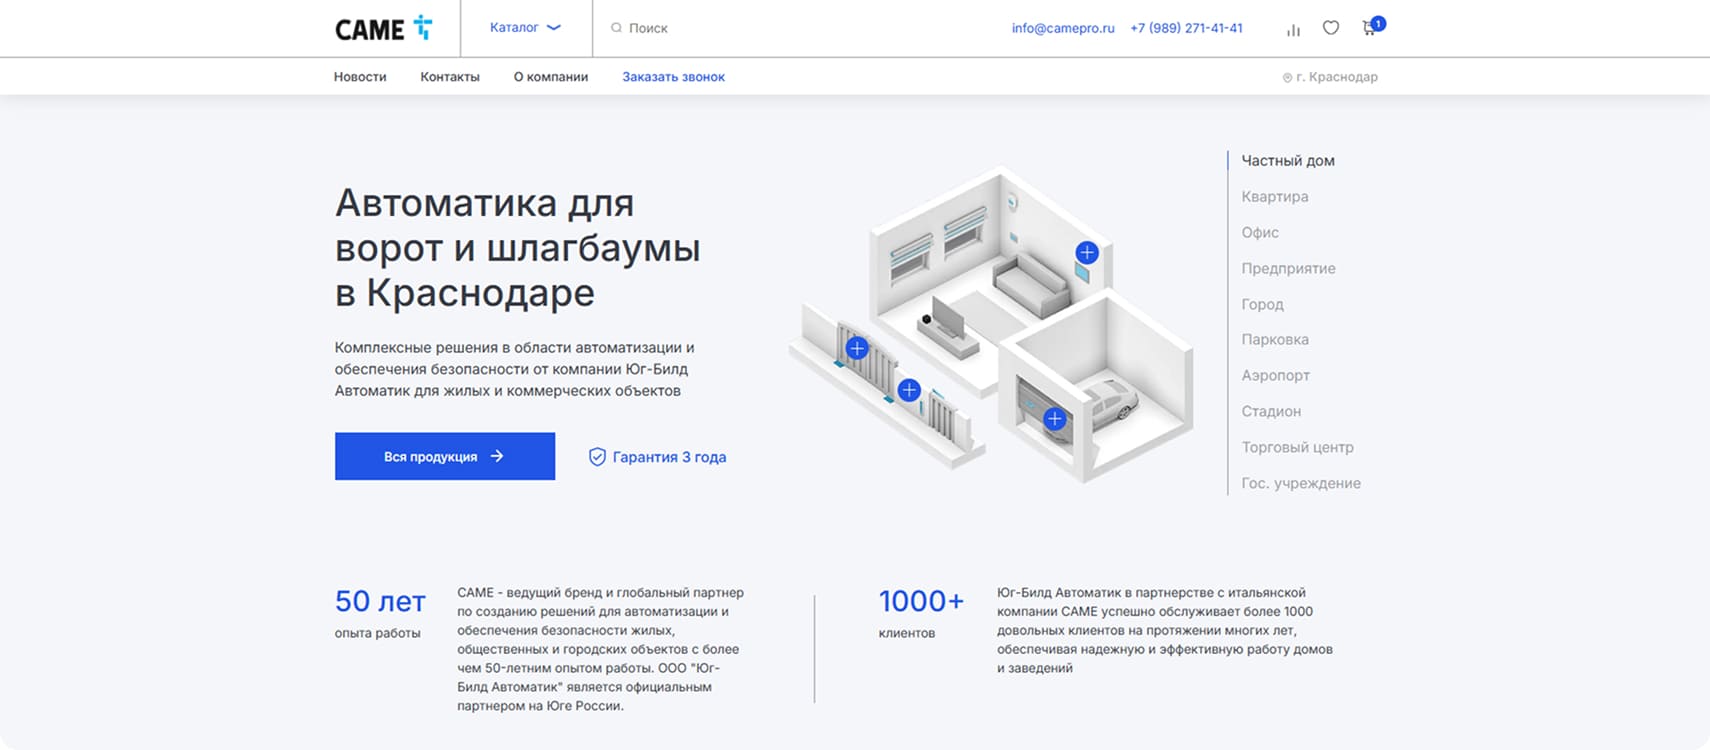 CAME
Каталог
Поиск
info@camepro.ru
+7 (989) 271-41-41
1
Новости
Контакты
О компании
Заказать звонок
г. Краснодар
Автоматика для
ворот и шлагбаумы
в Краснодаре
Комплексные решения в области автоматизации и
обеспечения безопасности от компании Юг-Билд
Автоматик для жилых и коммерческих объектов
Вся продукция
Гарантия 3 года
Частный дом
Квартира
Офис
Предприятие
Город
Парковка
Аэропорт
Стадион
Торговый центр
Гос. учреждение
50 лет
опыта работы
CAME - ведущий бренд и глобальный партнер
по созданию решений для автоматизации и
обеспечения безопасности жилых,
общественных и городских объектов с более
чем 50-летним опытом работы. ООО "Юг-
Билд Автоматик" является официальным
партнером на Юге России.
1000+
клиентов
Юг-Билд Автоматик в партнерстве с итальянской
компании CAME успешно обслуживает более 1000
довольных клиентов на протяжении многих лет,
обеспечивая надежную и эффективную работу домов
и заведений